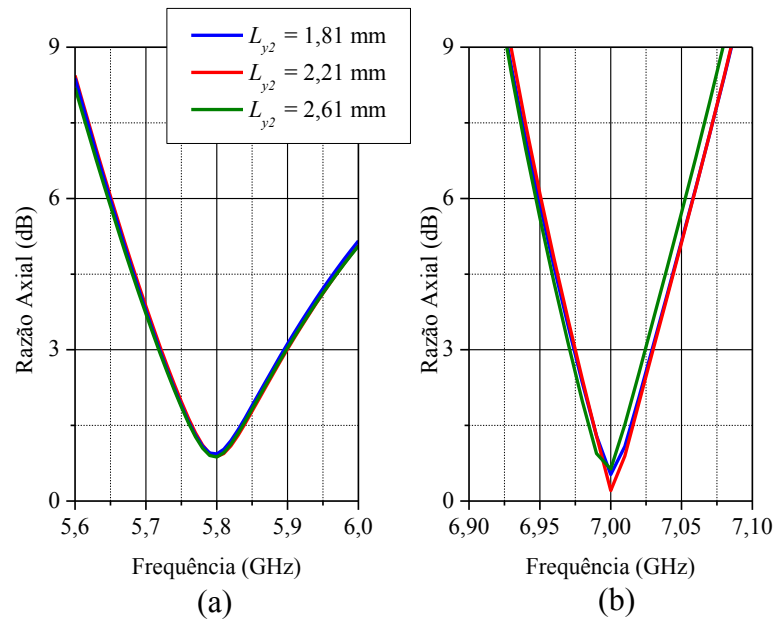 L_y2 = 1,81 mm
L_y2 = 2,21 mm
L_y2 = 2,61 mm
Razão Axial (dB)
9
6
3
0
5,6 5,7 5,8 5,9 6,0
Frequência (GHz)
(a)
Razão Axial (dB)
9
6
3
0
6,90 6,95 7,00 7,05 7,10
Frequência (GHz)
(b)